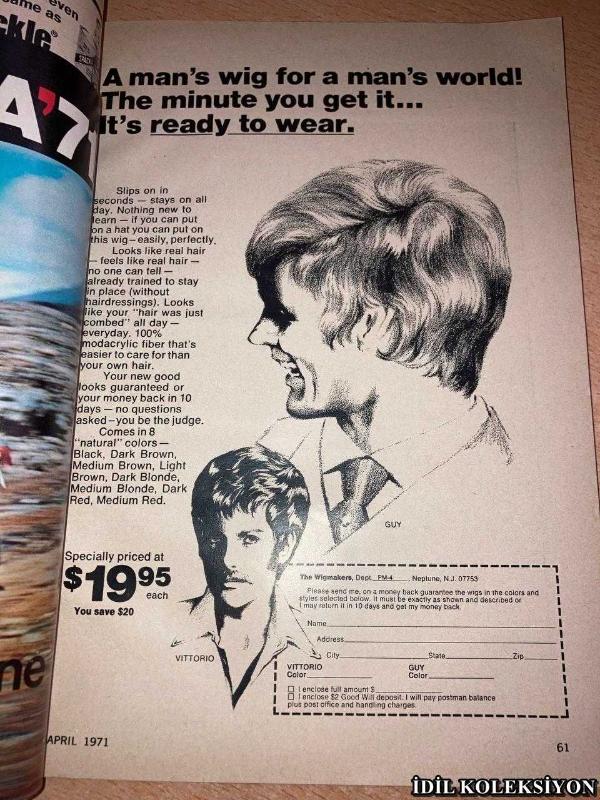 even
same as
ckle®
A'7
ne
A man's wig for a man's world!
The minute you get it...
It's ready to wear.
Slips on in
seconds — stays on all
day. Nothing new to
learn — if you can put
on a hat you can put on
this wig — easily, perfectly.
Looks like real hair
— feels like real hair —
no one can tell —
already trained to stay
in place (without
hairdressings). Looks
like your "hair was just
combed" all day —
everyday. 100%
modacrylic fiber that's
easier to care for than
your own hair.
Your new good
looks guaranteed or
your money back in 10
days — no questions
asked — you be the judge.
Comes in 8
"natural" colors —
Black, Dark Brown,
Medium Brown, Light
Brown, Dark Blonde,
Medium Blonde, Dark
Red, Medium Red.
Specially priced at
$19.95 each
You save $20
VITTORIO
GUY
The Wigmakers, Dept. PM-4, Neptune, N.J. 07753
Please send me, on a money back guarantee the wigs in the colors and
styles selected below. It must be exactly as shown and described or
I may return it in 10 days and get my money back.
Name
Address
City State Zip
VITTORIO GUY
Color Color
I enclose full amount $
I enclose $2 Good Will deposit. I will pay postman balance
plus post office and handling charges.
APRIL 1971
61
İDİL KOLEKSİYON